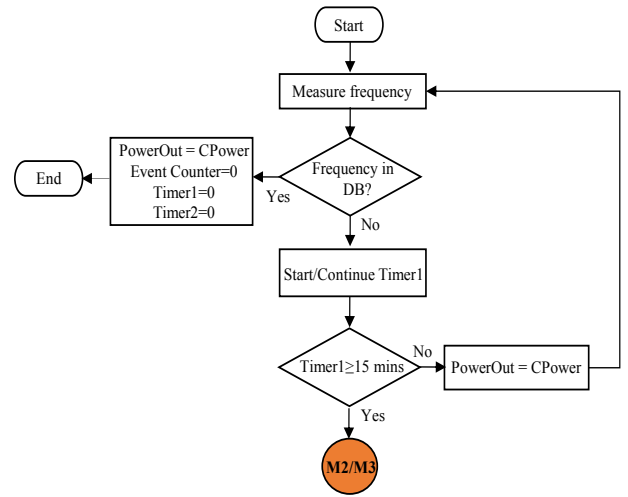 Start
Measure frequency
PowerOut = CPower
Event Counter=0
Timer1=0
Timer2=0
End
Yes
Frequency in
DB?
No
Start/Continue Timer1
Timer1≥15 mins
No
PowerOut = CPower
Yes
M2/M3